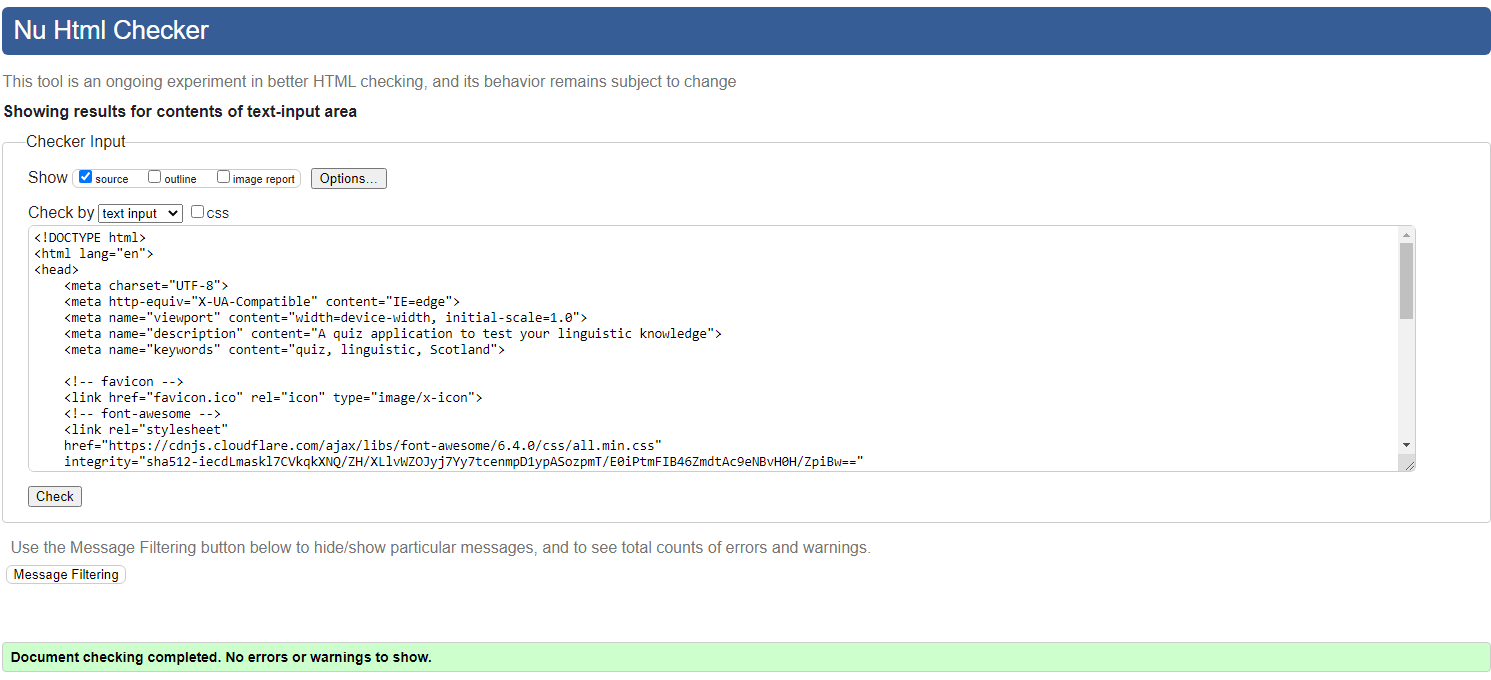 Nu Html Checker
This tool is an ongoing experiment in better HTML checking, and its behavior remains subject to change
Showing results for contents of text-input area
Checker Input
Show source outline image report Options...
Check by text input css
<!DOCTYPE html>
<html lang="en">
<head>
    <meta charset="UTF-8">
    <meta http-equiv="X-UA-Compatible" content="IE=edge">
    <meta name="viewport" content="width=device-width, initial-scale=1.0">
    <meta name="description" content="A quiz application to test your linguistic knowledge">
    <meta name="keywords" content="quiz, linguistic, Scotland">
    <!-- favicon -->
    <link href="favicon.ico" rel="icon" type="image/x-icon">
    <!-- font-awesome -->
    <link rel="stylesheet"
    href="https://cdnjs.cloudflare.com/ajax/libs/font-awesome/6.4.0/css/all.min.css"
    integrity="sha512-iecdLmaskl7CVkqkXNQ/ZH/XLlvWZOJyj7Yy7tcenmpD1ypASozpmT/E0iPtmFIB46ZmdtAc9eNBvH0H/ZpiBw=="
Check
Use the Message Filtering button below to hide/show particular messages, and to see total counts of errors and warnings.
Message Filtering
Document checking completed. No errors or warnings to show.